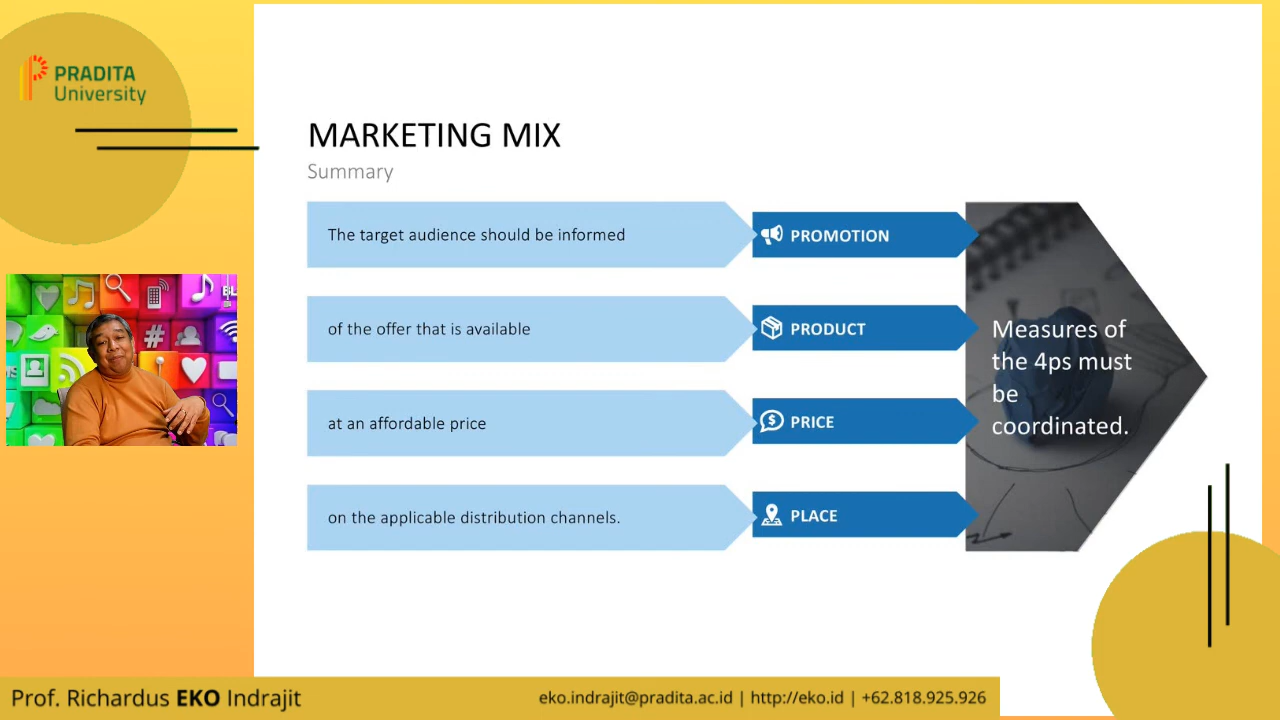 PRADITA
University
MARKETING MIX
Summary
The target audience should be informed
PROMOTION
of the offer that is available
PRODUCT
at an affordable price
PRICE
on the applicable distribution channels.
PLACE
Measures of
the 4ps must
be
coordinated.
Prof. Richardus EKO Indrajit
eko.indrajit@pradita.ac.id | http://eko.id | +62.818.925.926